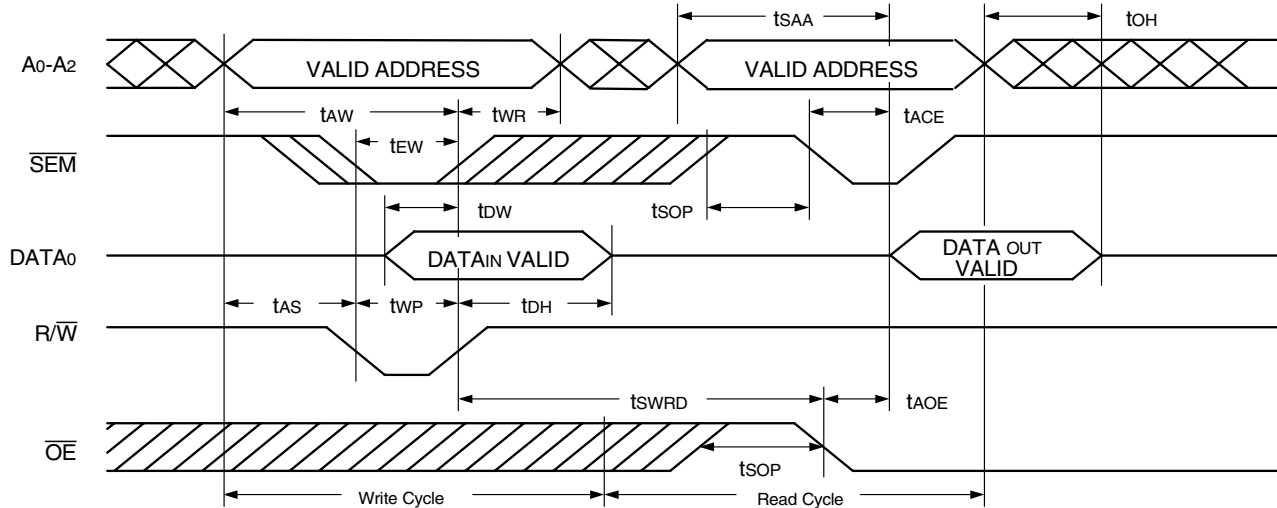 tSAA
tOH
A0-A2
VALID ADDRESS
VALID ADDRESS
tAW
tWR
tACE
tEW
SEM
tDW
tSOP
DATA0
DATAIN VALID
DATA OUT
VALID
tAS
tWP
tDH
R/W
tSWRD
tAOE
OE
tSOP
Write Cycle
Read Cycle